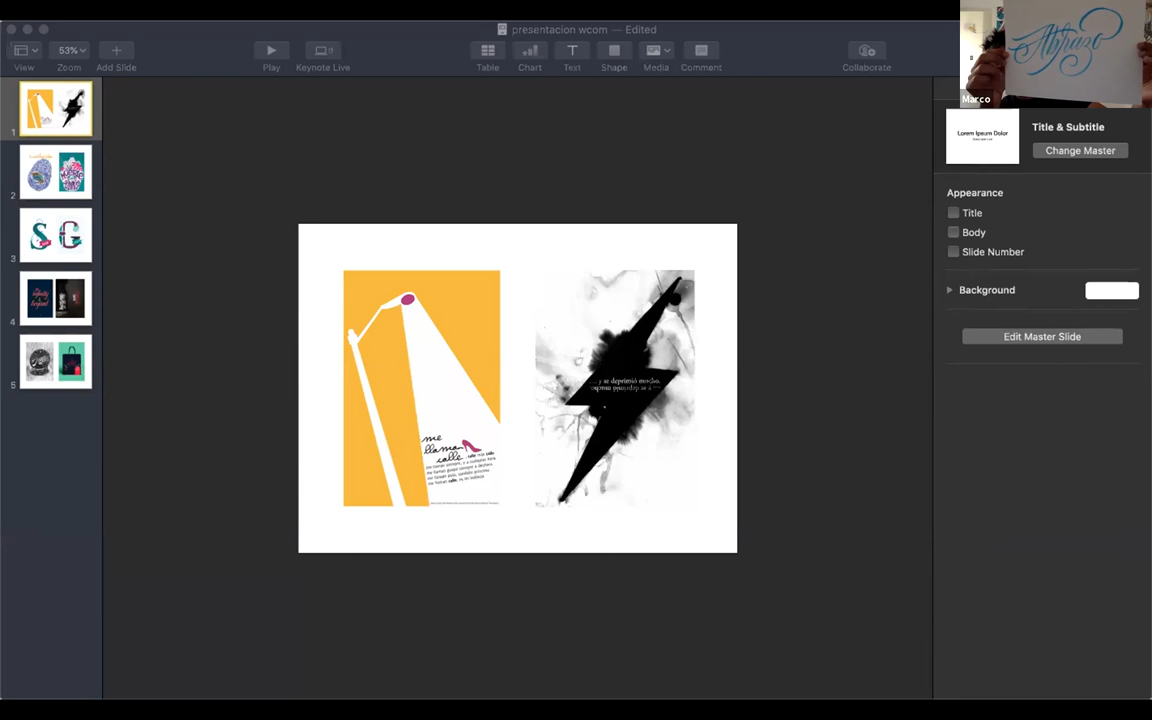 presentacion wcom — Edited
53%
View
Zoom
Add Slide
Play
Keynote Live
Table
Chart
Text
Shape
Media
Comment
Collaborate
Abrazo
Marco
Lorem Ipsum Dolor
Title & Subtitle
Change Master
Appearance
Title
Body
Slide Number
Background
Edit Master Slide
1
2
3
4
5
S G
me
llaman
calle
... y se deprimió mucho.